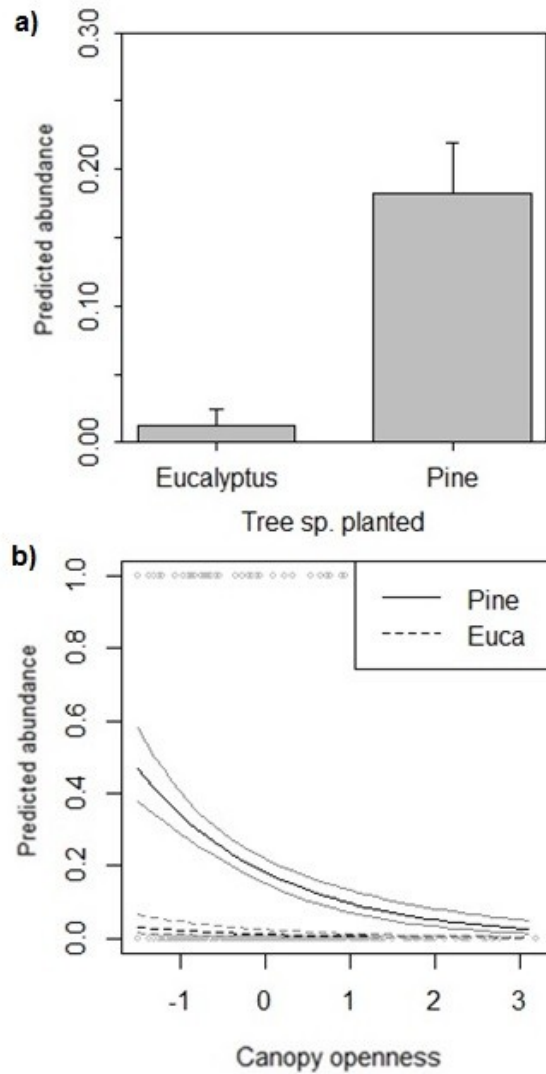 a)
Predicted abundance
0.30
0.20
0.10
0.00
Eucalyptus Pine
Tree sp. planted
b)
Predicted abundance
1.0
0.8
0.6
0.4
0.2
0.0
Pine
Euca
-1 0 1 2 3
Canopy openness